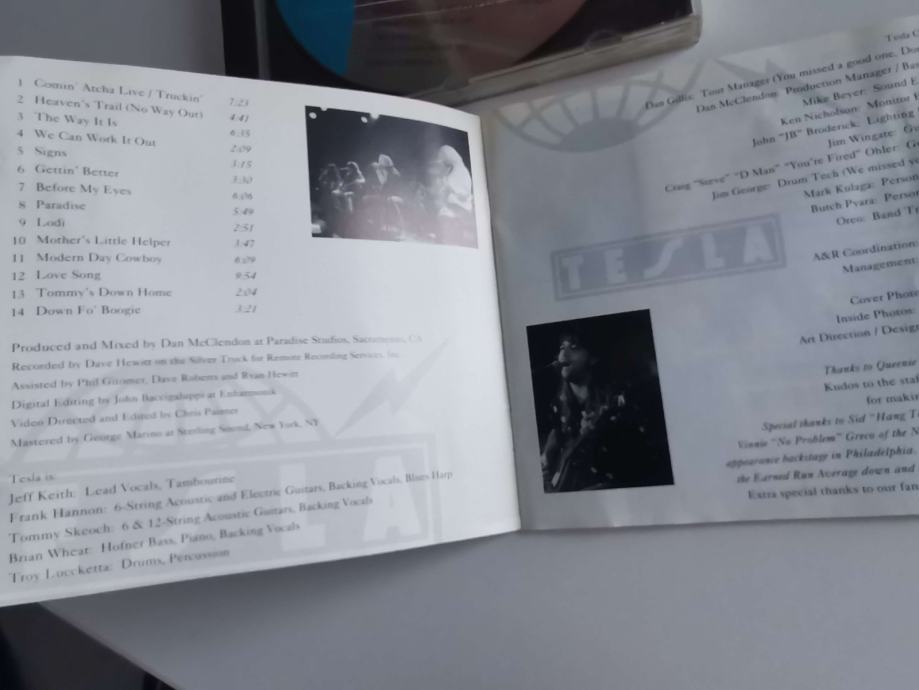 1 Comin' Atcha Live / Truckin' 7:23
2 Heaven's Trail (No Way Out) 4:41
3 The Way It Is 6:35
4 We Can Work It Out 2:09
5 Signs 3:15
6 Gettin' Better 3:30
7 Before My Eyes 6:06
8 Paradise 5:49
9 Lodi 2:51
10 Mother's Little Helper 3:47
11 Modern Day Cowboy 6:09
12 Love Song 9:54
13 Tommy's Down Home 2:04
14 Down Fo' Boogie 3:21
Produced and Mixed by Dan McClendon at Paradise Studios, Sacramento, CA
Recorded by Dave Hewitt on the Silver Truck for Remote Recording Services, Inc.
Assisted by Phil Gitomer, Dave Roberts and Ryan Hewitt
Digital Editing by John Baccigaluppi at Enharmonik
Video Directed and Edited by Chris Painter
Mastered by George Marino at Sterling Sound, New York, NY
Tesla is:
Jeff Keith: Lead Vocals, Tambourine
Frank Hannon: 6-String Acoustic and Electric Guitars, Backing Vocals, Blues Harp
Tommy Skeoch: 6 & 12-String Acoustic Guitars, Backing Vocals
Brian Wheat: Hofner Bass, Piano, Backing Vocals
Troy Luccketta: Drums, Percussion
Tesla
Dan Gillis: Tour Manager (You missed a good one,
Dan McClendon: Production Manager /
Mike Beyer: Sound
Ken Nicholson: Monitor
John "JB" Broderick: Lighting
Jim Wingate:
Craig "Steve" "D Man" "You're Fired" Ohler:
Jim George: Drum Tech (We missed
Mark Kulaga:
Butch Pyara:
Oreo: Band
TESLA
A&R Coordination:
Management:
Cover
Inside Photos:
Art Direction /
Thanks to Queenie
Kudos to the
for
Special thanks to Sid "Hang
Vinnie "No Problem" Greco of the
appearance backstage in Philadelphia.
the Earned Run Average down and
Extra special thanks to our